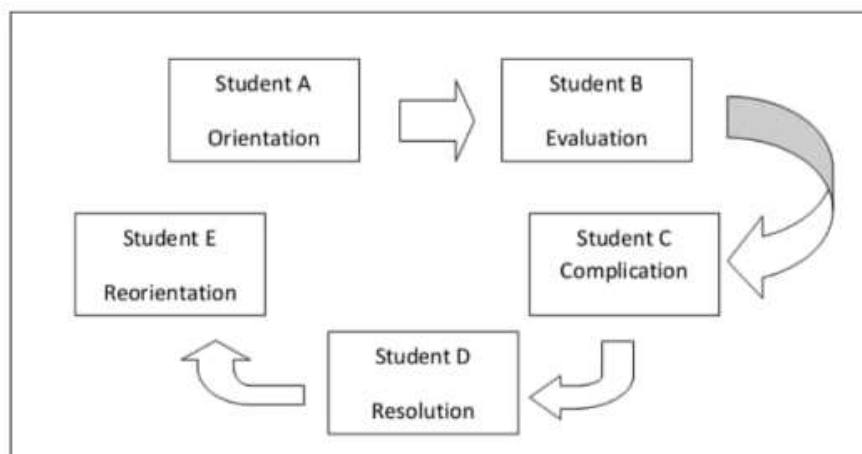 Student A
Orientation
Student B
Evaluation
Student C
Complication
Student D
Resolution
Student E
Reorientation